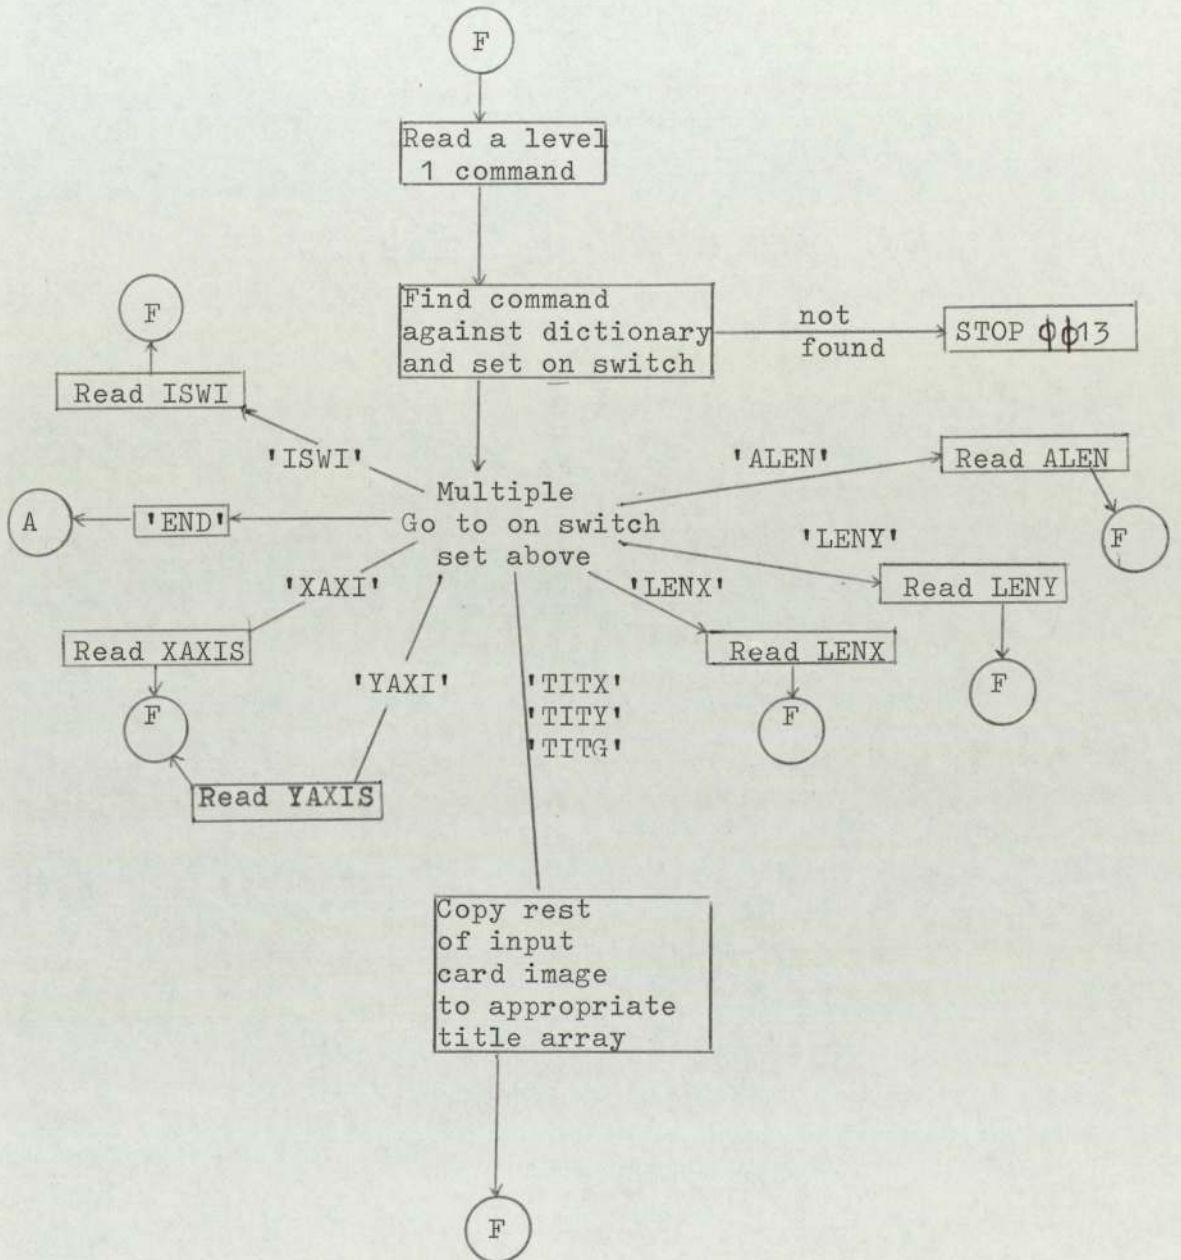 F
Read a level
1 command
Find command
against dictionary
and set on switch
not
found
STOP ɸɸ13
F
Read ISWI
'ISWI'
'ALEN'
Read ALEN
Multiple
Go to on switch
set above
A
'END'
F
'LENY'
Read LENY
'XAXI'
'LENX'
Read XAXIS
Read LENX
F
'YAXI'
'TITX'
'TITY'
'TITG'
F
F
Read YAXIS
Copy rest
of input
card image
to appropriate
title array
F